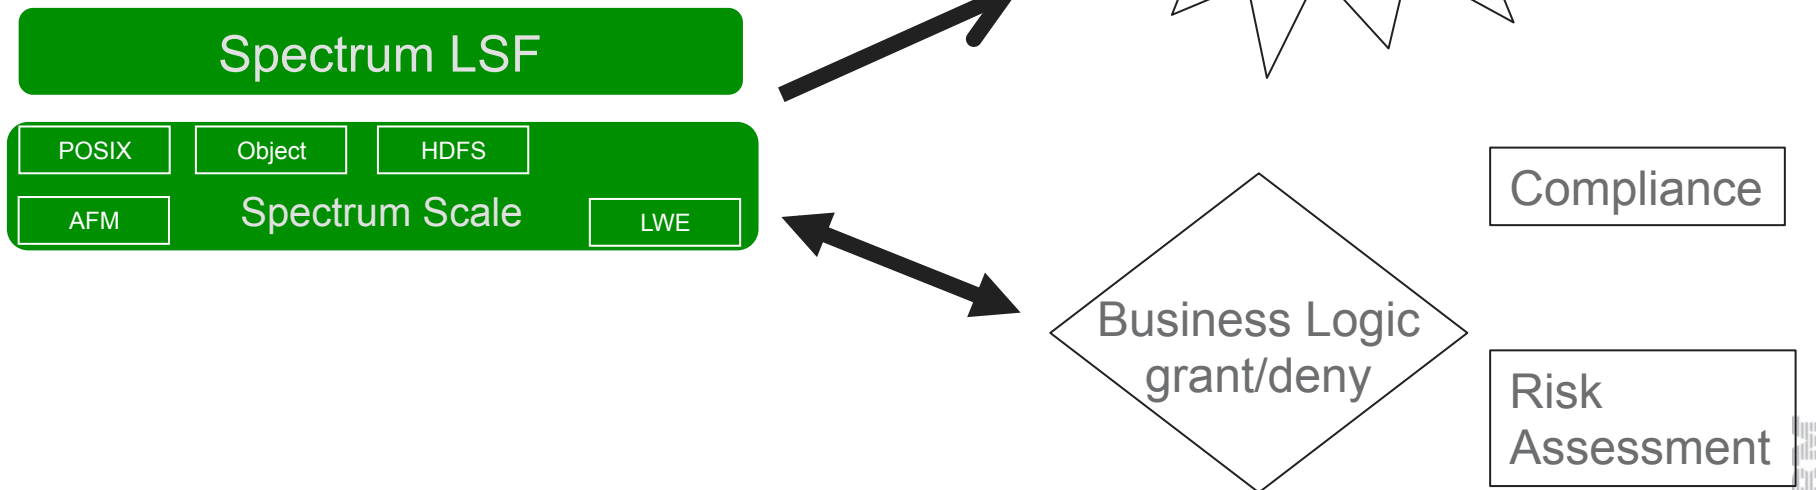 Spectrum LSF
POSIX
Object
HDFS
AFM
Spectrum Scale
LWE
Business Logic
grant/deny
Compliance
Risk
Assessment